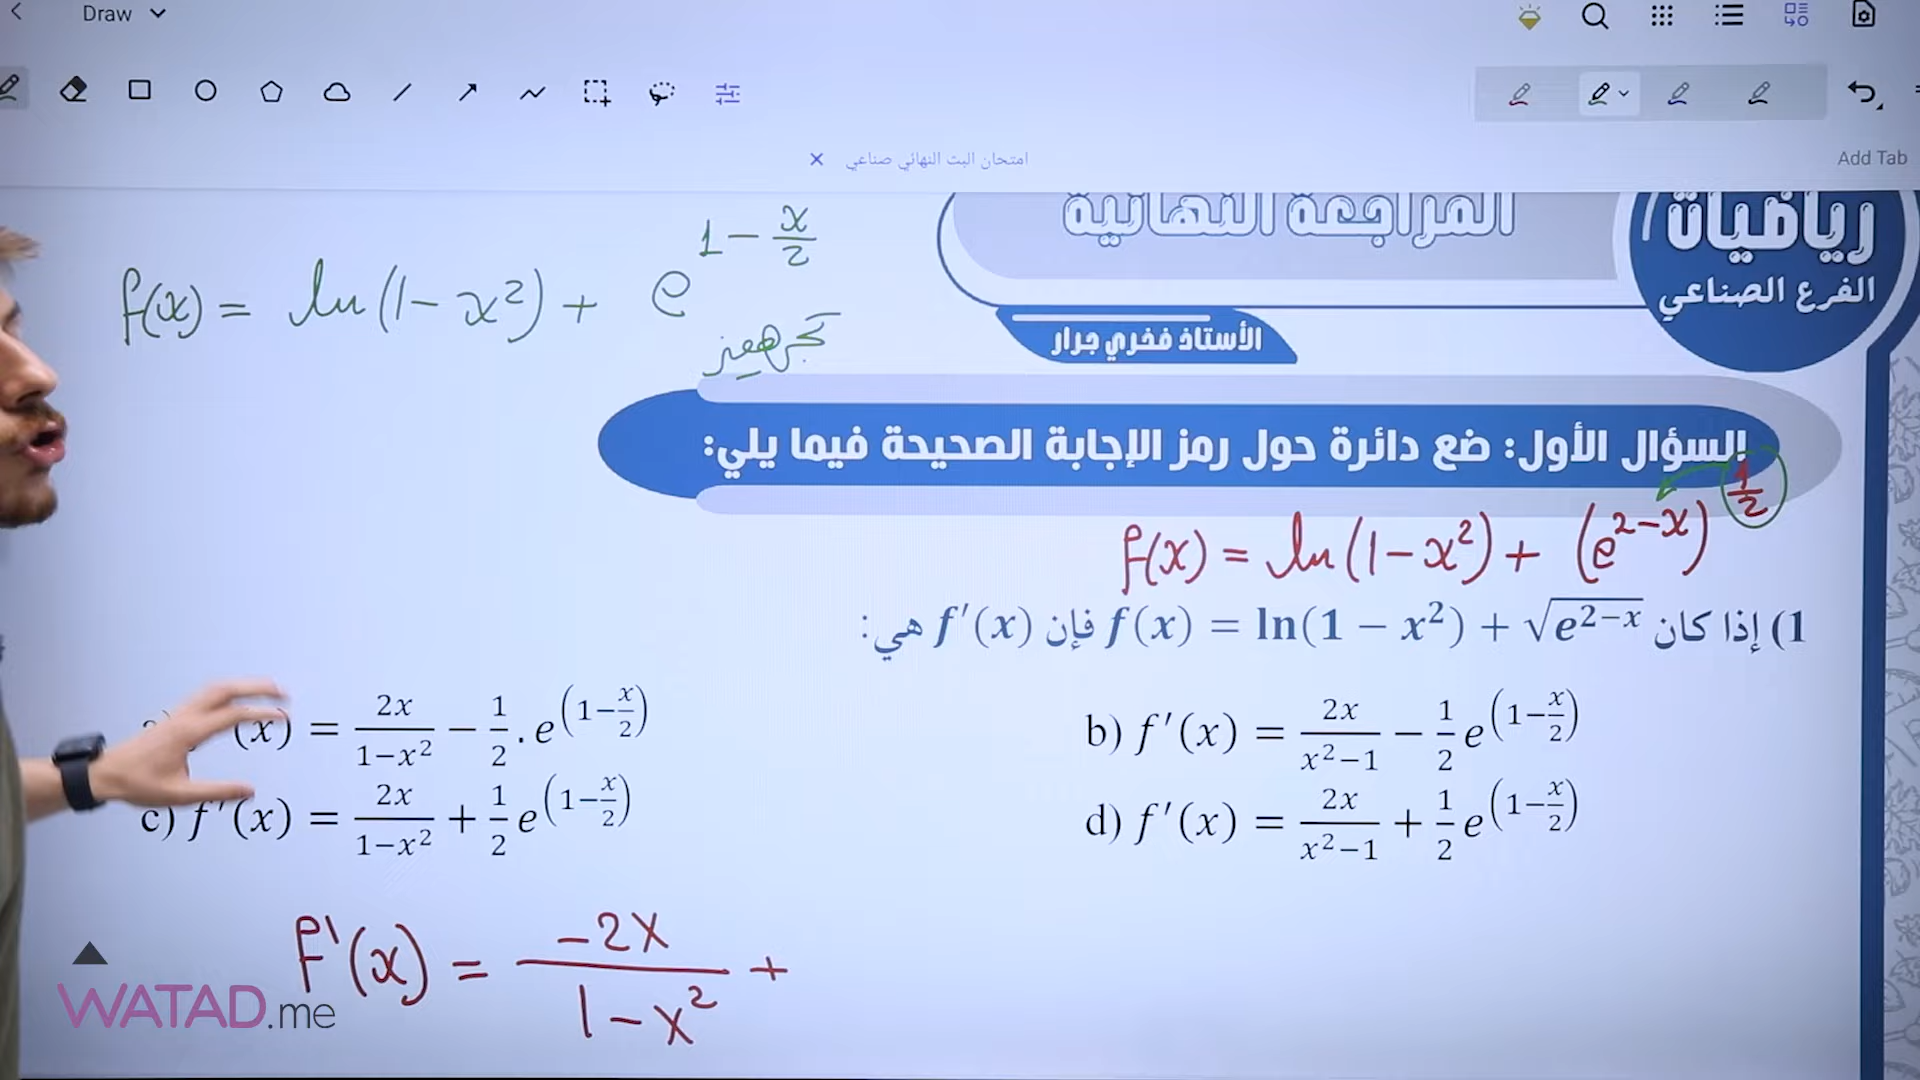 Draw
امتحان البث النهائي صناعي
Add Tab
المراجعة النهائية
رياضيات
الفرع الصناعي
الأستاذ فخري جرار
f(x) = ln(1 - x²) + e^(1 - x/2)
تجهيز
السؤال الأول: ضع دائرة حول رمز الإجابة الصحيحة فيما يلي:
f(x) = ln(1 - x²) + (e^(2-x))^(1/2)
1) إذا كان f(x) = ln(1 − x²) + √e^(2−x) فإن f′(x) هي:
(x) = 2x/(1−x²) − 1/2 . e^(1−x/2)
b) f′(x) = 2x/(x²−1) − 1/2 e^(1−x/2)
c) f′(x) = 2x/(1−x²) + 1/2 e^(1−x/2)
d) f′(x) = 2x/(x²−1) + 1/2 e^(1−x/2)
F'(x) = -2x/(1-x²) +
WATAD.me